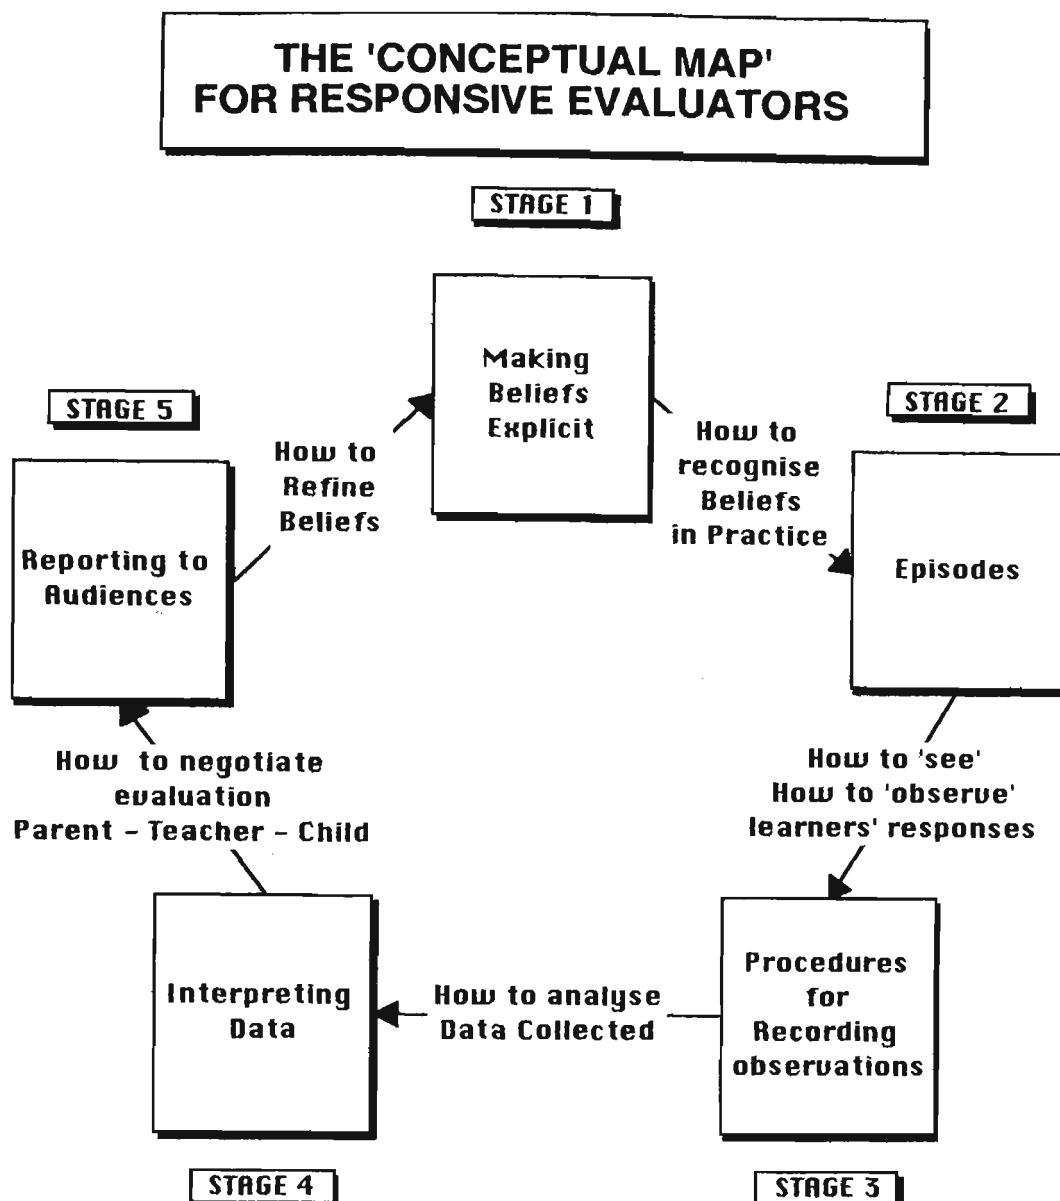 THE 'CONCEPTUAL MAP'
FOR RESPONSIVE EVALUATORS
STAGE 1
Making
Beliefs
Explicit
How to
recognise
Beliefs
in Practice
STAGE 2
Episodes
How to 'see'
How to 'observe'
learners' responses
Procedures
for
Recording
observations
STAGE 3
How to analyse
Data Collected
Interpreting
Data
STAGE 4
How to negotiate
evaluation
Parent - Teacher - Child
STAGE 5
Reporting to
Audiences
How to
Refine
Beliefs